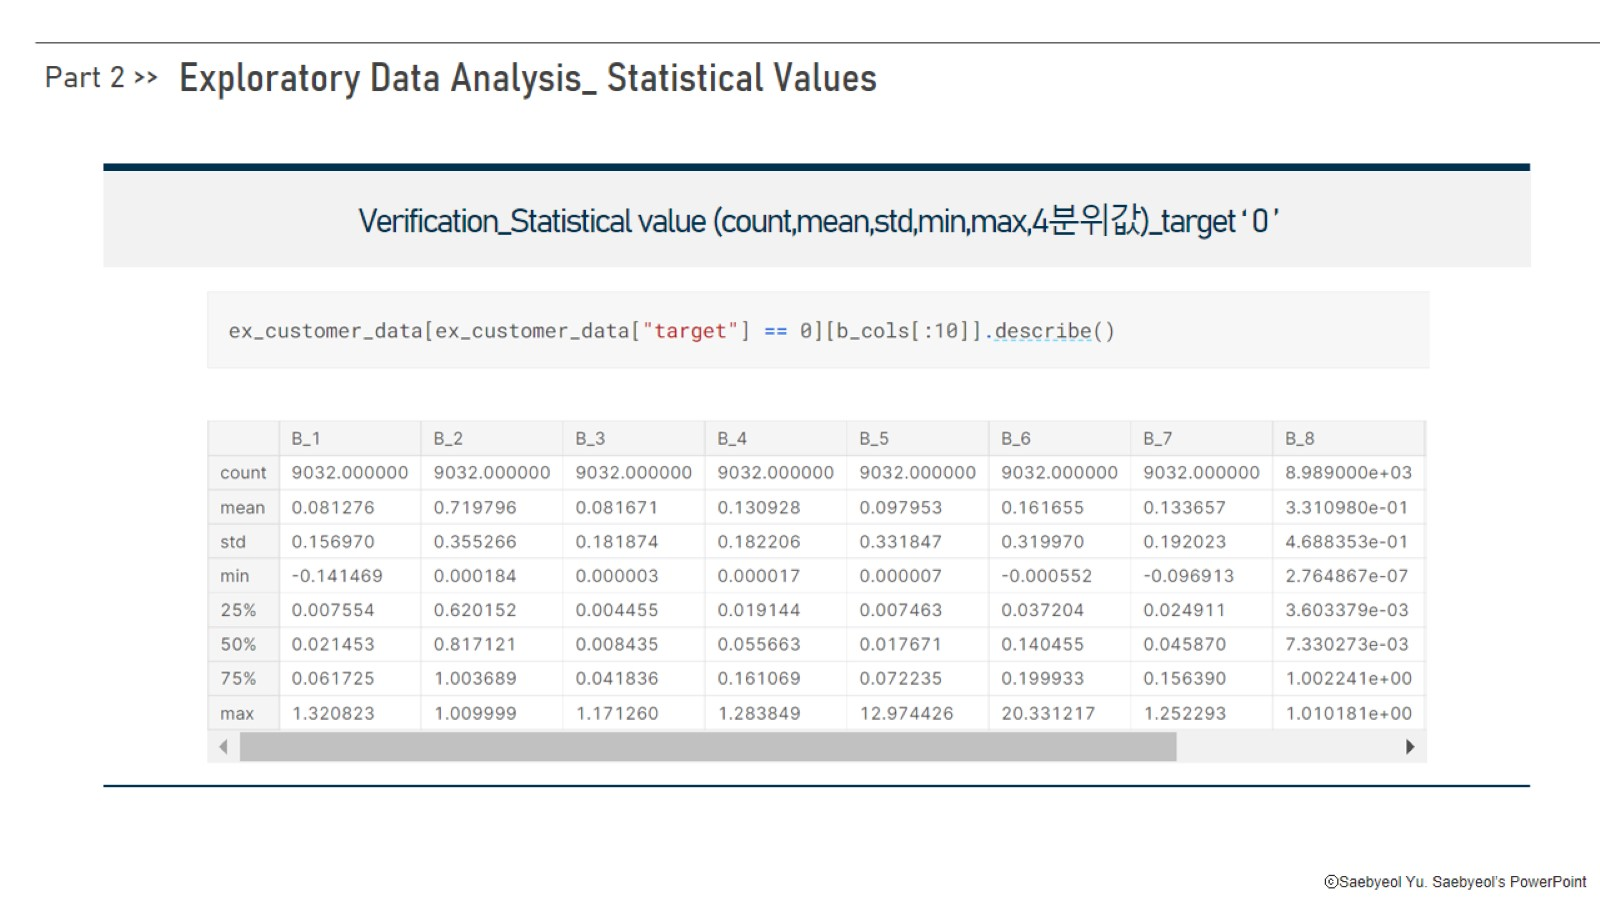 Part 2 >> Exploratory Data Analysis_ Statistical Values
Verification_Statistical value (count,mean,std,min,max,4분위값)_target ‘ 0 ’
ex_customer_data[ex_customer_data["target"] == 0][b_cols[:10]].describe()
B_1 B_2 B_3 B_4 B_5 B_6 B_7 B_8
count 9032.000000 9032.000000 9032.000000 9032.000000 9032.000000 9032.000000 9032.000000 8.989000e+03
mean 0.081276 0.719796 0.081671 0.130928 0.097953 0.161655 0.133657 3.310980e-01
std 0.156970 0.355266 0.181874 0.182206 0.331847 0.319970 0.192023 4.688353e-01
min -0.141469 0.000184 0.000003 0.000017 0.000007 -0.000552 -0.096913 2.764867e-07
25% 0.007554 0.620152 0.004455 0.019144 0.007463 0.037204 0.024911 3.603379e-03
50% 0.021453 0.817121 0.008435 0.055663 0.017671 0.140455 0.045870 7.330273e-03
75% 0.061725 1.003689 0.041836 0.161069 0.072235 0.199933 0.156390 1.002241e+00
max 1.320823 1.009999 1.171260 1.283849 12.974426 20.331217 1.252293 1.010181e+00
ⓒSaebyeol Yu. Saebyeol’s PowerPoint